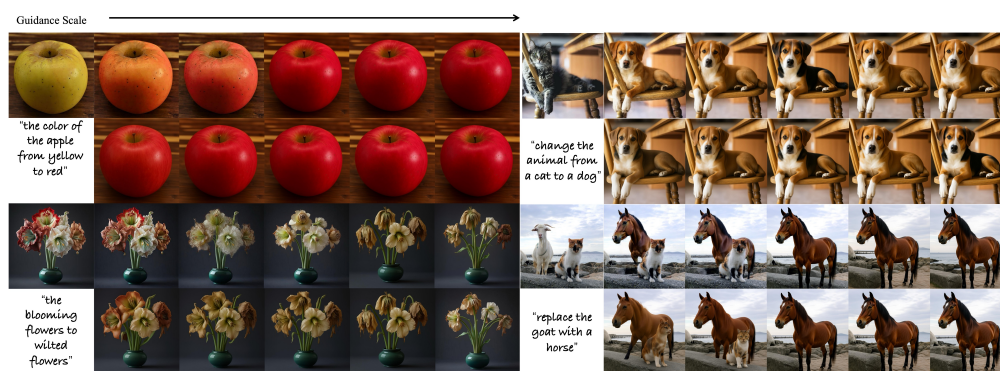 Guidance Scale
"the color of
the apple
from yellow
to red"
"change the
animal from
a cat to a dog"
"the
blooming
flowers to
wilted
flowers"
"replace the
goat with a
horse"